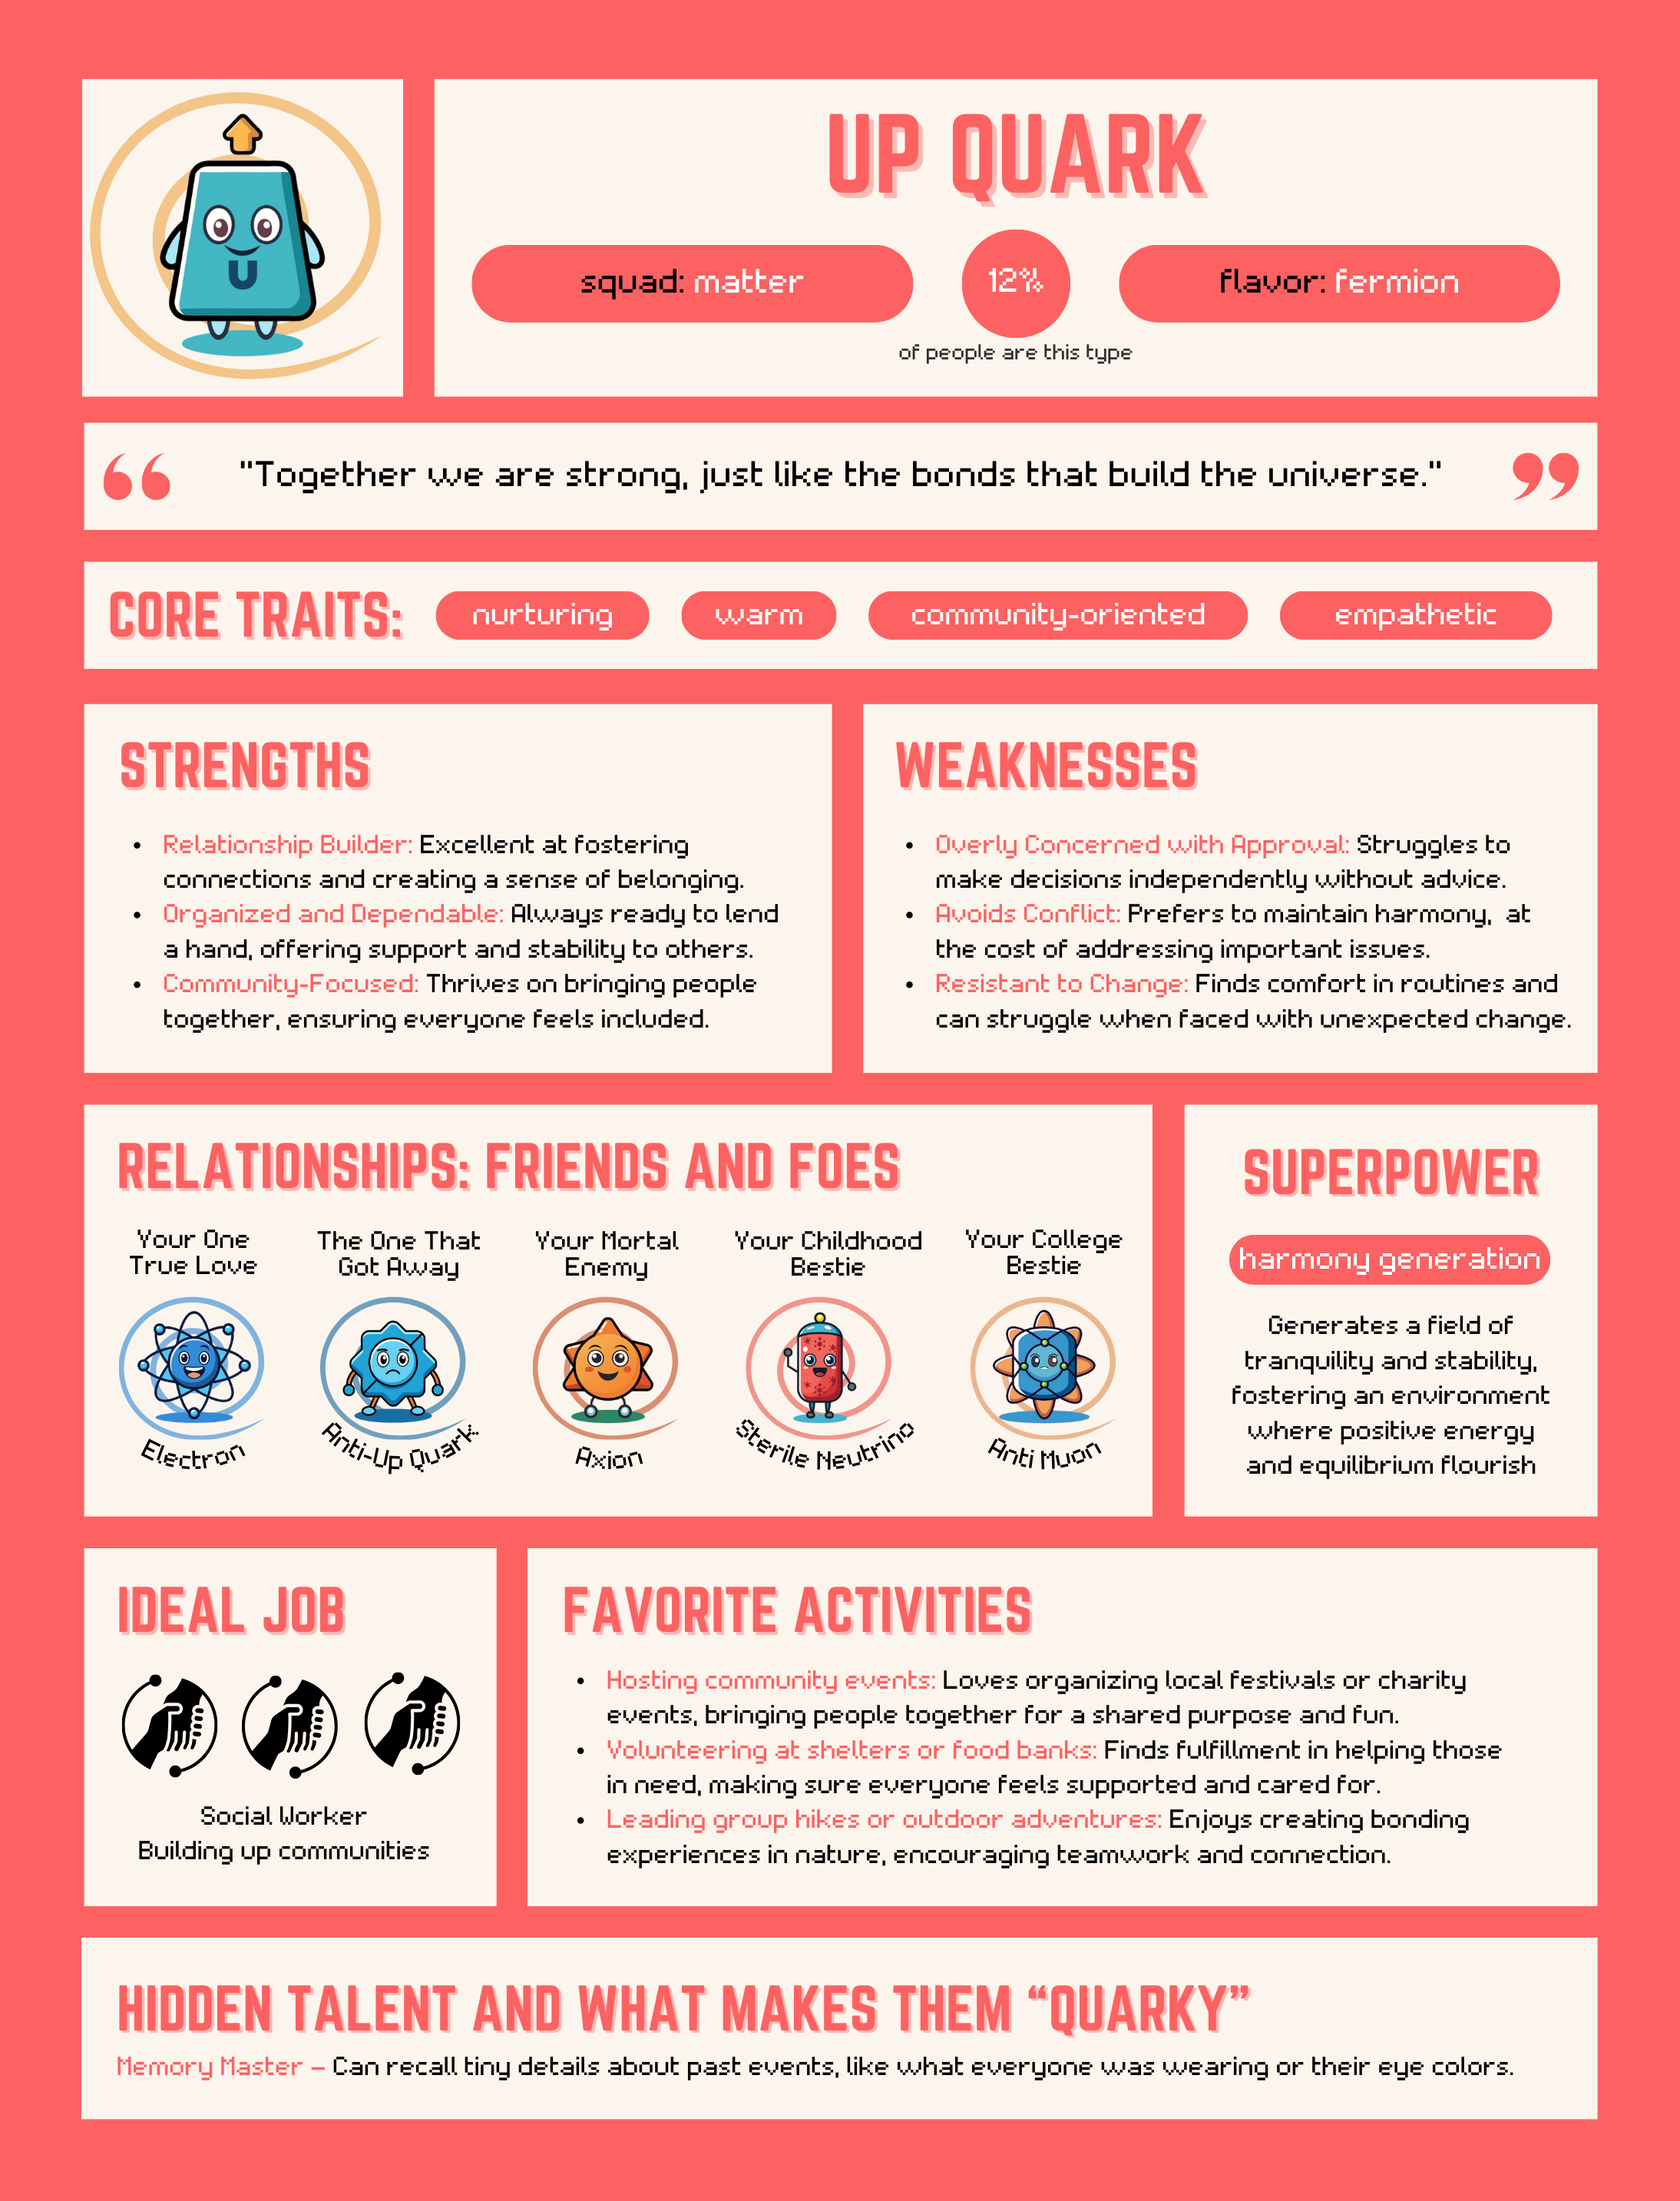 U
UP QUARK
squad: matter
12%
flavor: fermion
of people are this type
"Together we are strong, just like the bonds that build the universe."
CORE TRAITS:
nurturing
warm
community-oriented
empathetic
STRENGTHS
• Relationship Builder: Excellent at fostering
connections and creating a sense of belonging.
• Organized and Dependable: Always ready to lend
a hand, offering support and stability to others.
• Community-Focused: Thrives on bringing people
together, ensuring everyone feels included.
WEAKNESSES
• Overly Concerned with Approval: Struggles to
make decisions independently without advice.
• Avoids Conflict: Prefers to maintain harmony, at
the cost of addressing important issues.
• Resistant to Change: Finds comfort in routines and
can struggle when faced with unexpected change.
RELATIONSHIPS: FRIENDS AND FOES
Your One
True Love
Electron
The One That
Got Away
Anti-Up Quark
Your Mortal
Enemy
Axion
Your Childhood
Bestie
Sterile Neutrino
Your College
Bestie
Anti Muon
SUPERPOWER
harmony generation
Generates a field of
tranquility and stability,
fostering an environment
where positive energy
and equilibrium flourish
IDEAL JOB
Social Worker
Building up communities
FAVORITE ACTIVITIES
• Hosting community events: Loves organizing local festivals or charity
events, bringing people together for a shared purpose and fun.
• Volunteering at shelters or food banks: Finds fulfillment in helping those
in need, making sure everyone feels supported and cared for.
• Leading group hikes or outdoor adventures: Enjoys creating bonding
experiences in nature, encouraging teamwork and connection.
HIDDEN TALENT AND WHAT MAKES THEM “QUARKY”
Memory Master – Can recall tiny details about past events, like what everyone was wearing or their eye colors.